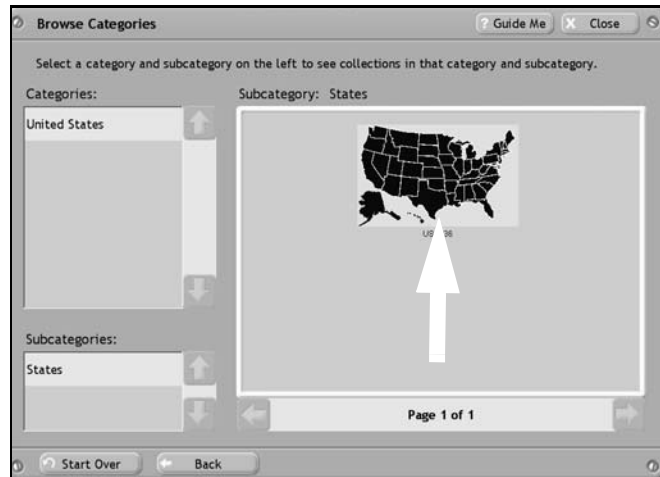 Browse Categories
? Guide Me
X Close
Select a category and subcategory on the left to see collections in that category and subcategory.
Categories:
Subcategory: States
United States
Subcategories:
States
Page 1 of 1
Start Over
Back